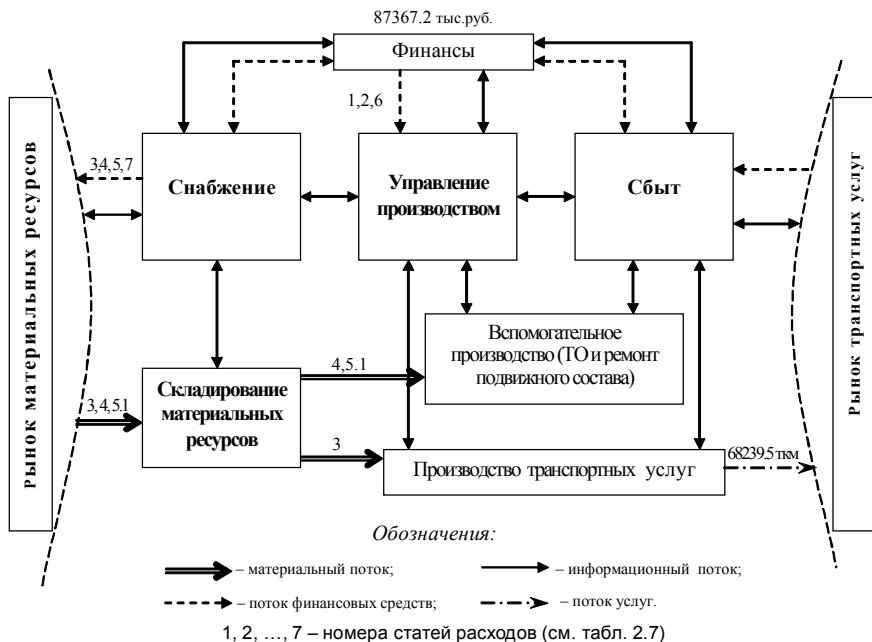 87367.2 тыс.руб.
Финансы
1,2,6
Рынок материальных ресурсов
3,4,5,7
Снабжение
Управление
производством
Сбыт
Рынок транспортных услуг
Вспомогательное
производство (ТО и ремонт
подвижного состава)
4,5.1
3,4,5.1
Складирование
материальных
ресурсов
3
Производство транспортных услуг
68239.5 ткм
Обозначения:
– материальный поток;
– информационный поток;
– поток финансовых средств;
– поток услуг.
1, 2, …, 7 – номера статей расходов (см. табл. 2.7)